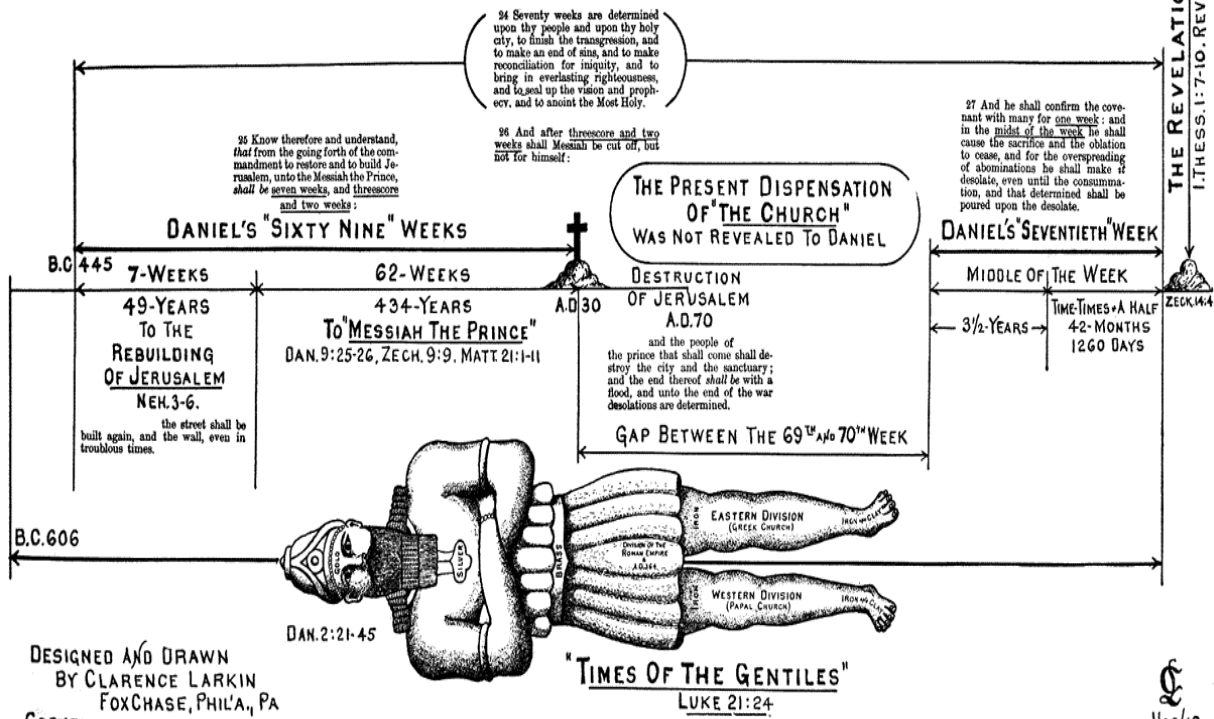 24 Seventy weeks are determined
upon thy people and upon thy holy
city, to finish the transgression, and
to make an end of sins, and to make
reconciliation for iniquity, and to
bring in everlasting righteousness,
and to seal up the vision and proph-
ecy, and to anoint the Most Holy.
THE REVELATIO
I. THESS. 1:7-10. REV
25 Know therefore and understand,
that from the going forth of the com-
mandment to restore and to build Je-
rusalem, unto the Messiah the Prince,
shall be seven weeks, and threescore
and two weeks:
26 And after threescore and two
weeks shall Messiah be cut off, but
not for himself:
27 And he shall confirm the cove-
nant with many for one week: and
in the midst of the week he shall
cause the sacrifice and the oblation
to cease, and for the overspreading
of abominations he shall make it
desolate, even until the consumma-
tion, and that determined shall be
poured upon the desolate.
THE PRESENT DISPENSATION
OF "THE CHURCH"
WAS NOT REVEALED TO DANIEL
DANIEL'S "SIXTY NINE" WEEKS
DANIEL'S "SEVENTIETH" WEEK
B.C 445
7-WEEKS
62-WEEKS
MIDDLE OF THE WEEK
49-YEARS
TO THE
REBUILDING
OF JERUSALEM
NEH. 3-6.
the street shall be
built again, and the wall, even in
troublous times.
434-YEARS
TO "MESSIAH THE PRINCE"
DAN. 9:25-26, ZECH. 9:9, MATT. 21:1-11
A.D.30
DESTRUCTION
OF JERUSALEM
A.D.70
and the people of
the prince that shall come shall de-
stroy the city and the sanctuary;
and the end thereof shall be with a
flood, and unto the end of the war
desolations are determined.
3½-YEARS
TIME-TIMES & A HALF
42-MONTHS
1260 DAYS
ZECK. 14:4
GAP BETWEEN THE 69TH AND 70TH WEEK
B.C. 606
GOLD
SILVER
BRASS
DIVISION OF THE
ROMAN EMPIRE
A.D. 364
IRON
EASTERN DIVISION
(GREEK CHURCH)
IRON & CLAY
IRON
WESTERN DIVISION
(PAPAL CHURCH)
IRON & CLAY
DAN. 2:21-45
"TIMES OF THE GENTILES"
LUKE 21:24
DESIGNED AND DRAWN
BY CLARENCE LARKIN
FOXCHASE, PHIL'A., PA